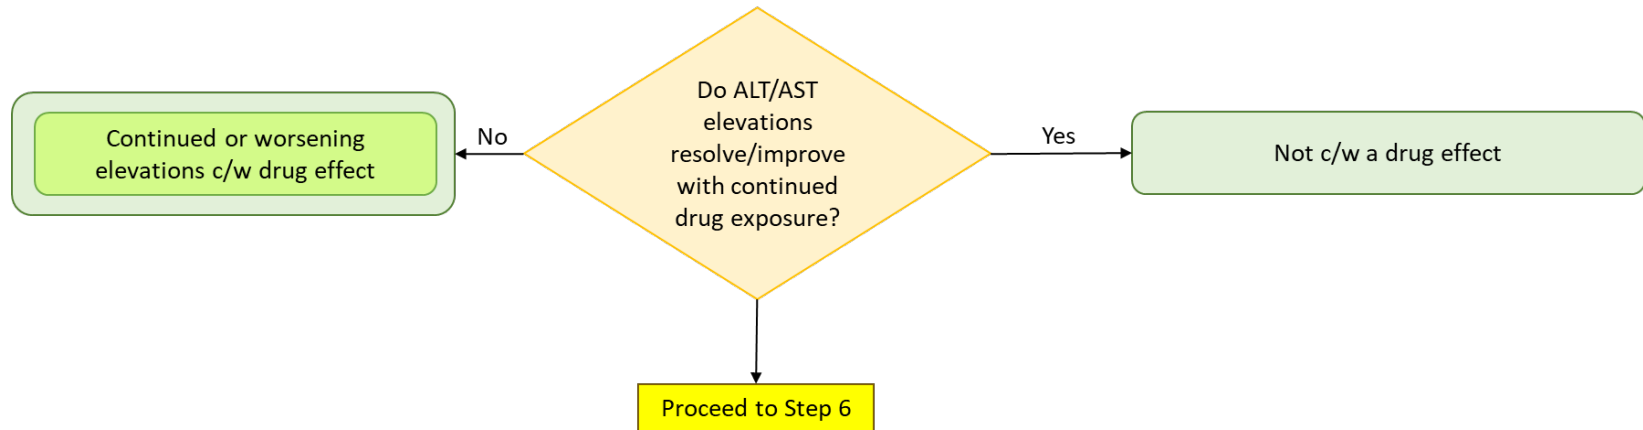 Do ALT/AST
elevations
resolve/improve
with continued
drug exposure?
No
Continued or worsening
elevations c/w drug effect
Yes
Not c/w a drug effect
Proceed to Step 6